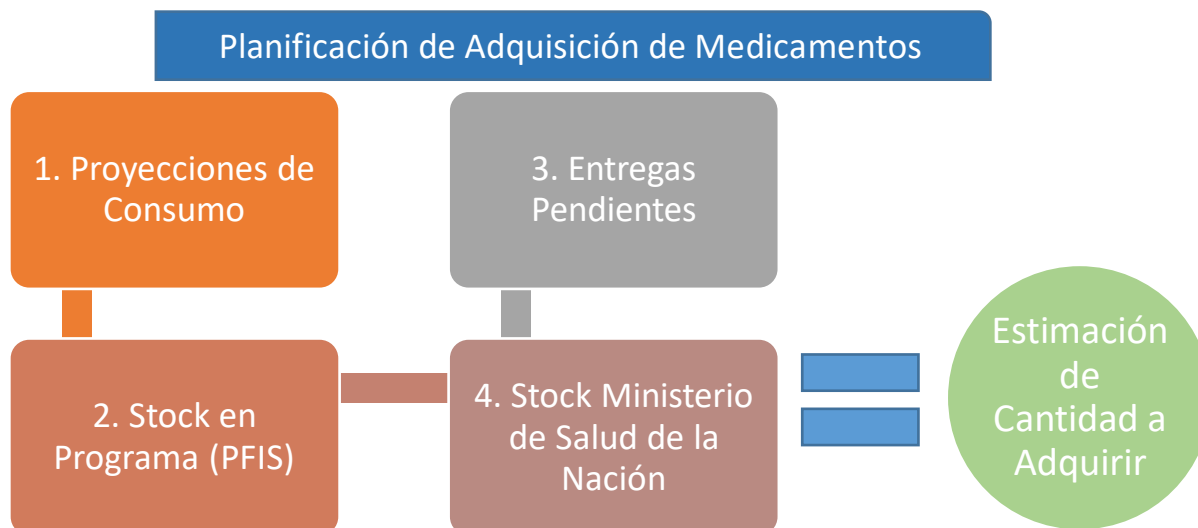 Planificación de Adquisición de Medicamentos
1. Proyecciones de
Consumo
2. Stock en
Programa (PFIS)
3. Entregas
Pendientes
4. Stock Ministerio
de Salud de la
Nación
Estimación
de
Cantidad a
Adquirir